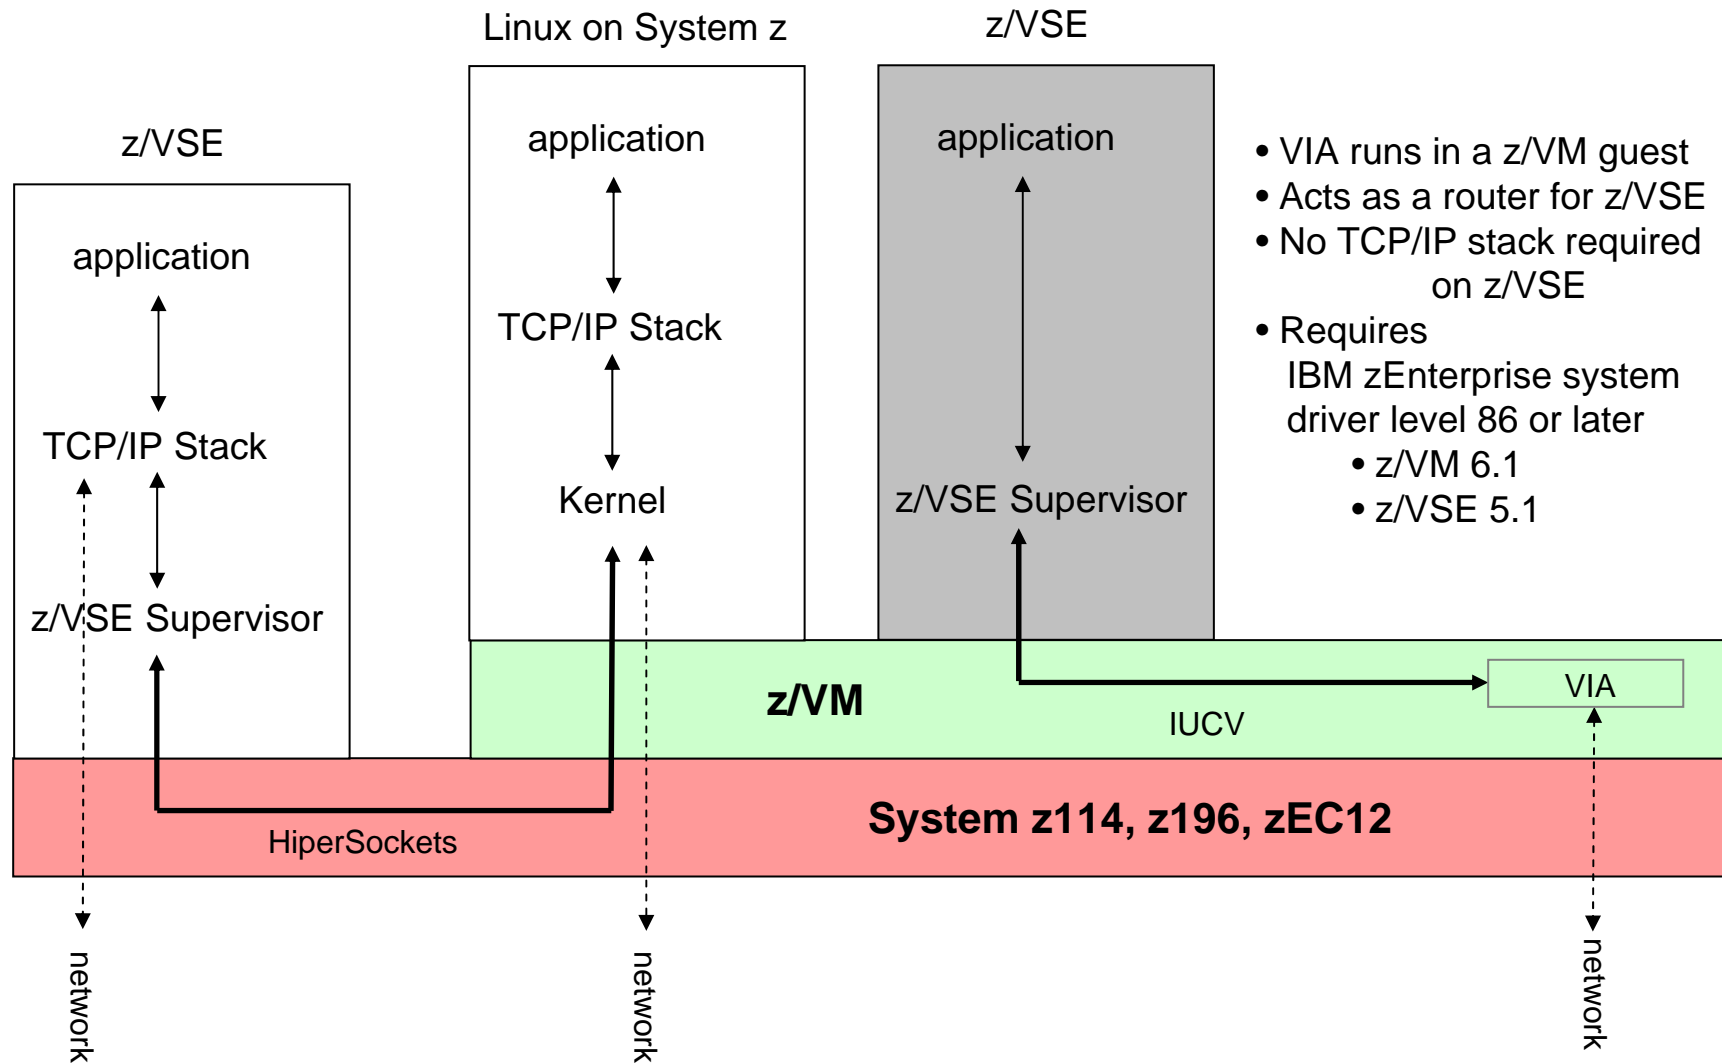 Linux on System z
z/VSE
z/VSE
application
TCP/IP Stack
z/VSE Supervisor
application
TCP/IP Stack
Kernel
application
z/VSE Supervisor
• VIA runs in a z/VM guest
• Acts as a router for z/VSE
• No TCP/IP stack required
on z/VSE
• Requires
IBM zEnterprise system
driver level 86 or later
• z/VM 6.1
• z/VSE 5.1
z/VM
IUCV
VIA
HiperSockets
System z114, z196, zEC12
network
network
network